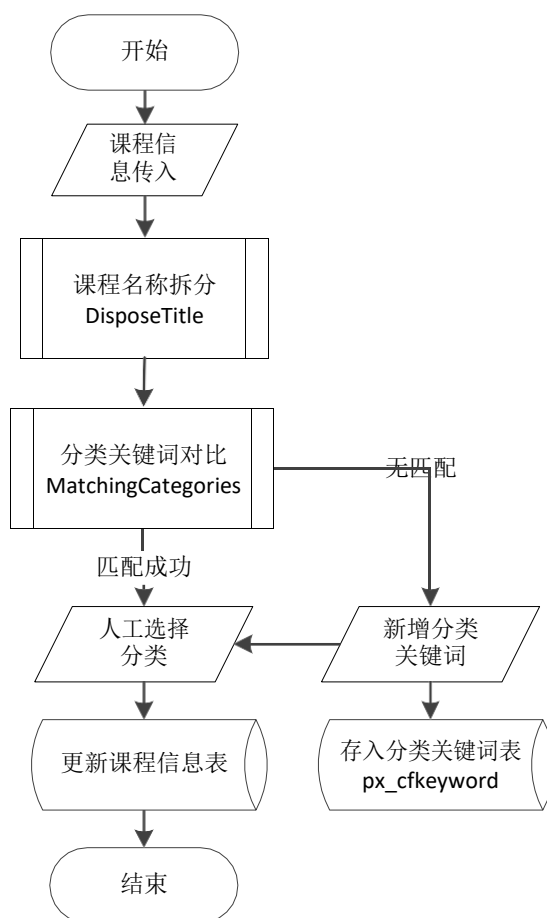 开始
课程信
息传入
课程名称拆分
DisposeTitle
分类关键词对比
MatchingCategories
无匹配
匹配成功
人工选择
分类
新增分类
关键词
更新课程信息表
存入分类关键词表
px_cfkeyword
结束